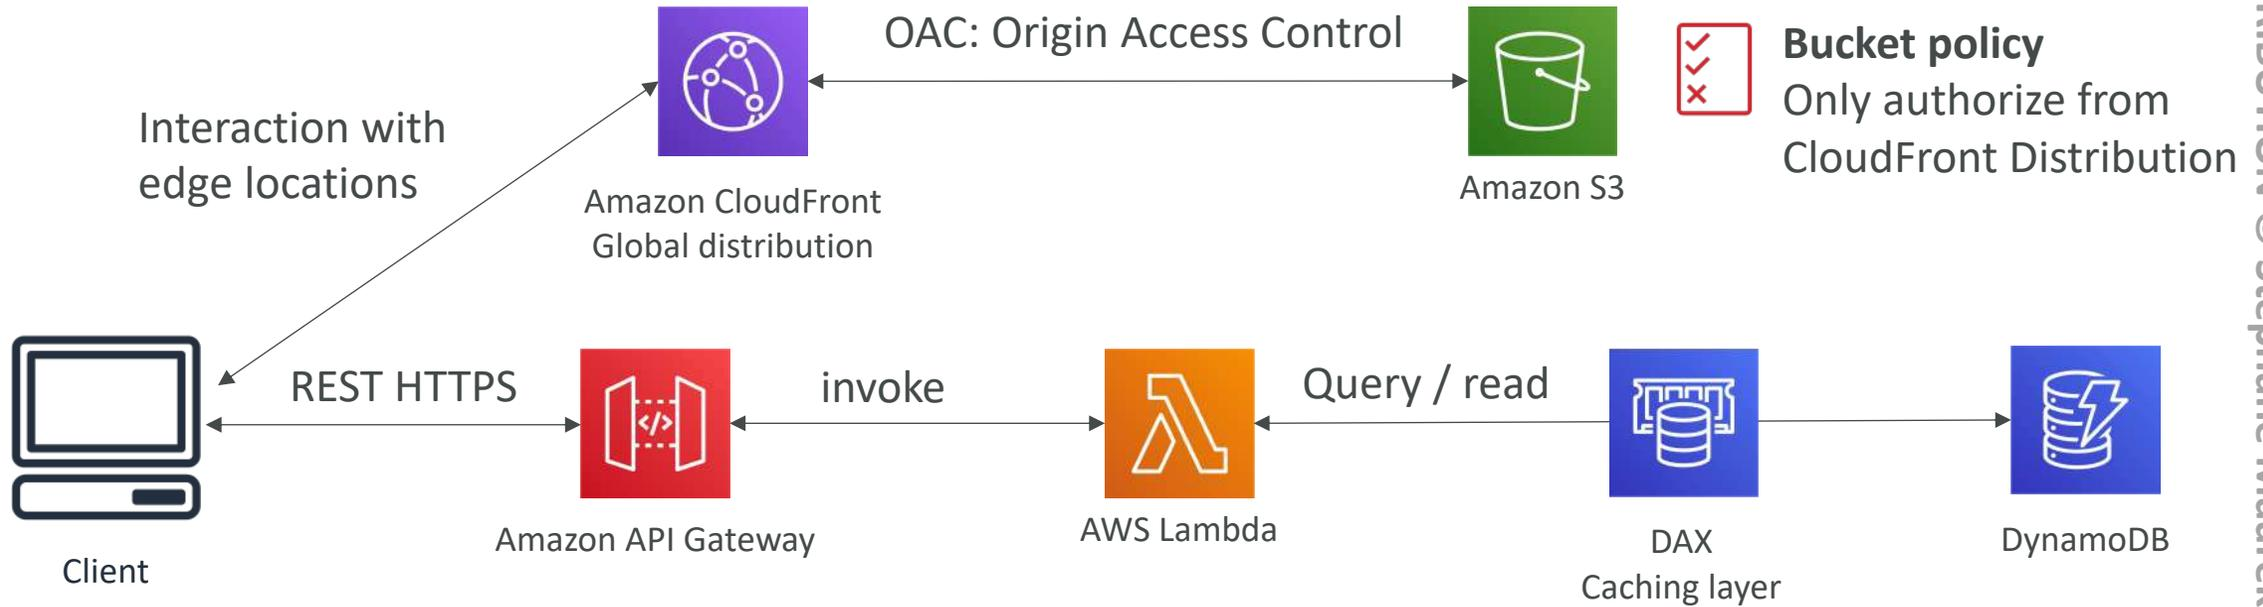 OAC: Origin Access Control
Bucket policy
Only authorize from
CloudFront Distribution
Interaction with
edge locations
Amazon CloudFront
Global distribution
Amazon S3
REST HTTPS
invoke
Query / read
</>
Client
Amazon API Gateway
AWS Lambda
DAX
Caching layer
DynamoDB